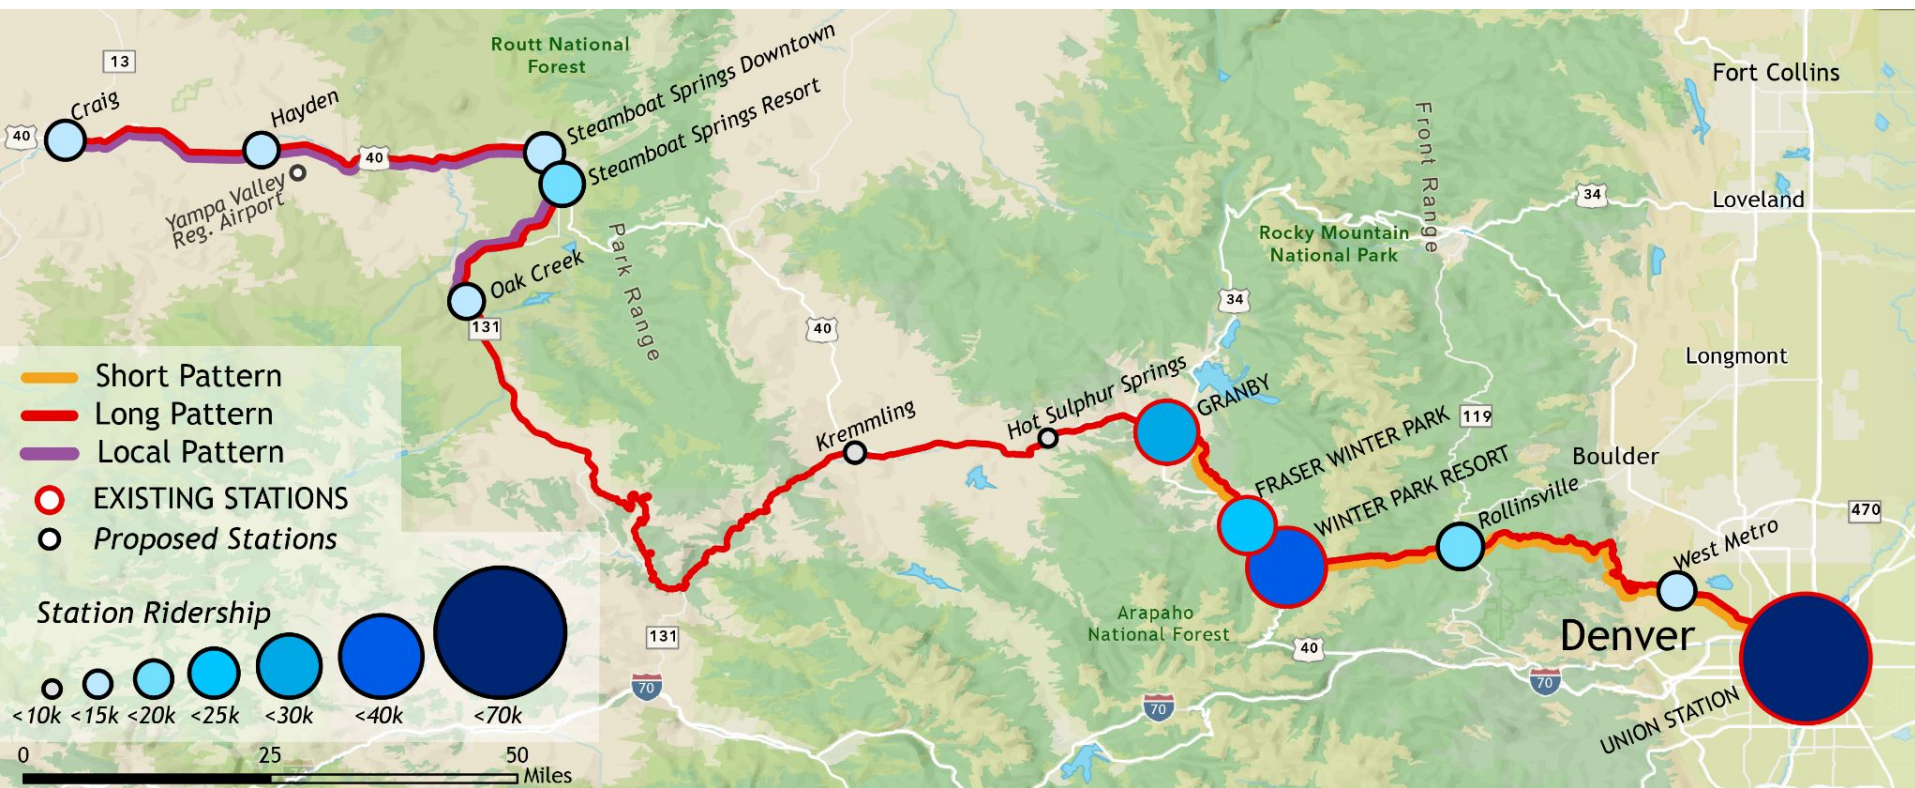 Routt National
Forest
13
Craig
40
Hayden
Steamboat Springs Downtown
Steamboat Springs Resort
40
Yampa Valley
Reg. Airport
Oak Creek
131
Park Range
40
Kremmling
Hot Sulphur Springs
GRANBY
34
Rocky Mountain
National Park
Front Range
34
Fort Collins
Loveland
Longmont
119
Boulder
470
FRASER WINTER PARK
WINTER PARK RESORT
Rollinsville
West Metro
Denver
UNION STATION
Arapaho
National Forest
40
70
70
131
70
Short Pattern
Long Pattern
Local Pattern
EXISTING STATIONS
Proposed Stations
Station Ridership
<10k <15k <20k <25k <30k <40k <70k
0 25 50
Miles